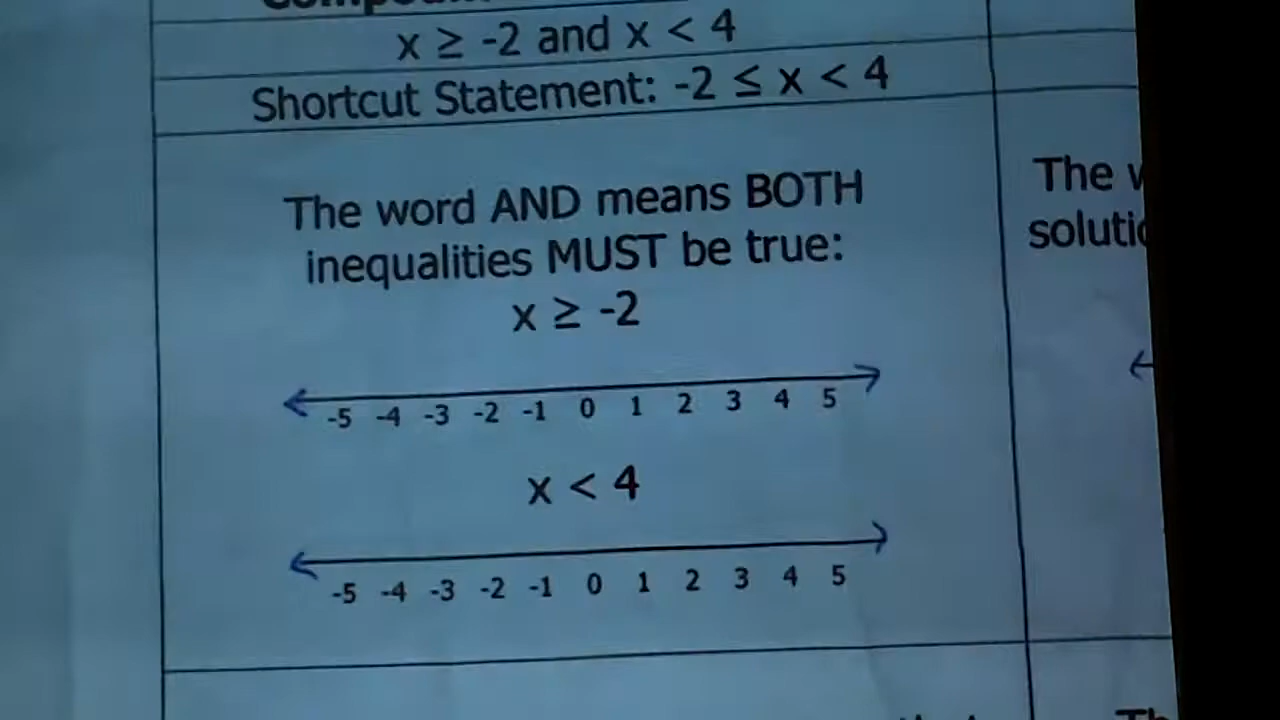 x ≥ -2 and x < 4
Shortcut Statement: -2 ≤ x < 4
The word AND means BOTH
inequalities MUST be true:
x ≥ -2
-5 -4 -3 -2 -1 0 1 2 3 4 5
x < 4
-5 -4 -3 -2 -1 0 1 2 3 4 5
The